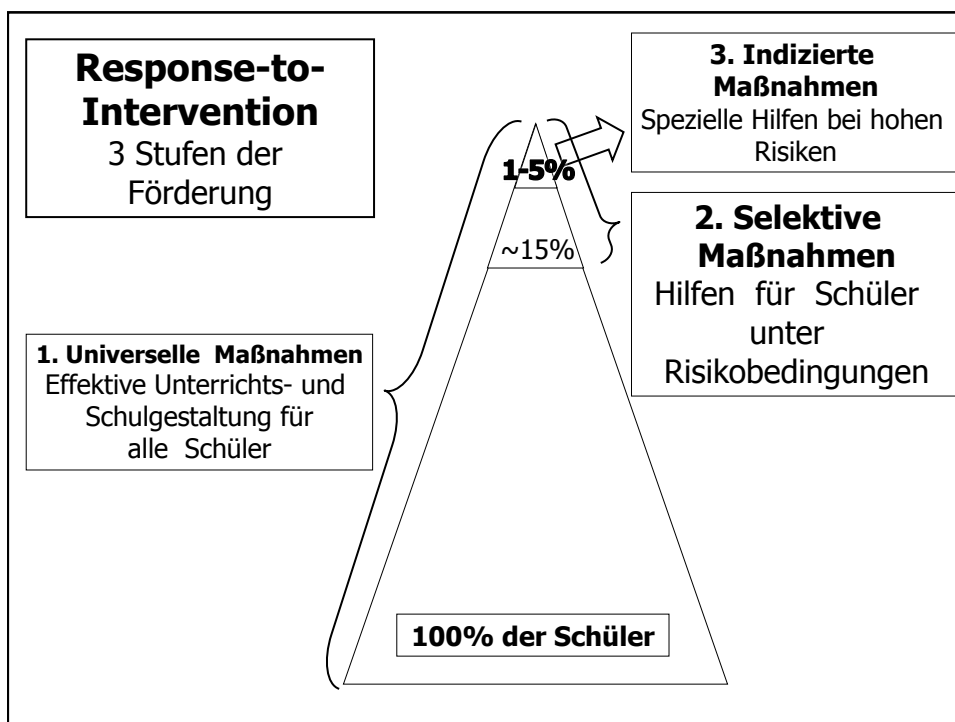 Response-to-
Intervention
3 Stufen der
Förderung
3. Indizierte
Maßnahmen
Spezielle Hilfen bei hohen
Risiken
1-5%
~15%
2. Selektive
Maßnahmen
Hilfen für Schüler
unter
Risikobedingungen
1. Universelle Maßnahmen
Effektive Unterrichts- und
Schulgestaltung für
alle Schüler
100% der Schüler